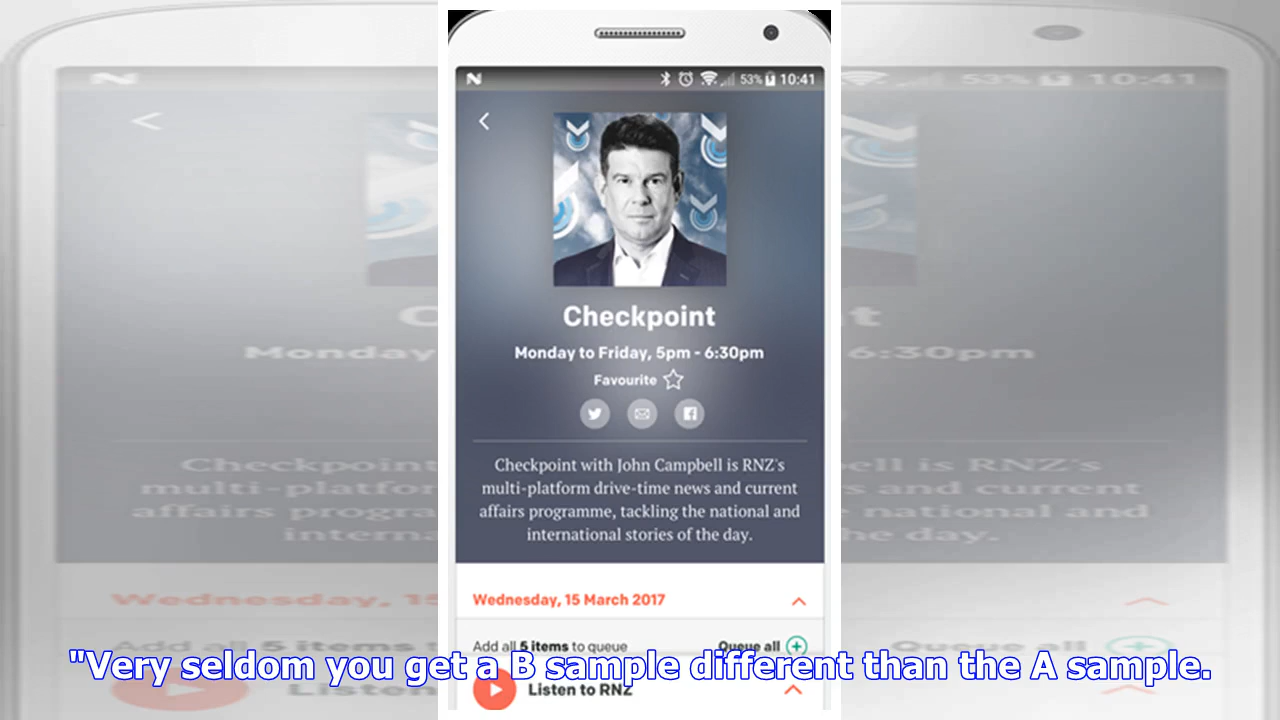 53% 10:41
Checkpoint
Monday to Friday, 5pm - 6:30pm
Favourite
Checkpoint with John Campbell is RNZ's
multi-platform drive-time news and current
affairs programme, tackling the national and
international stories of the day.
Wednesday, 15 March 2017
Add all 5 items to queue Queue all
"Very seldom you get a B sample different than the A sample.
Listen to RNZ